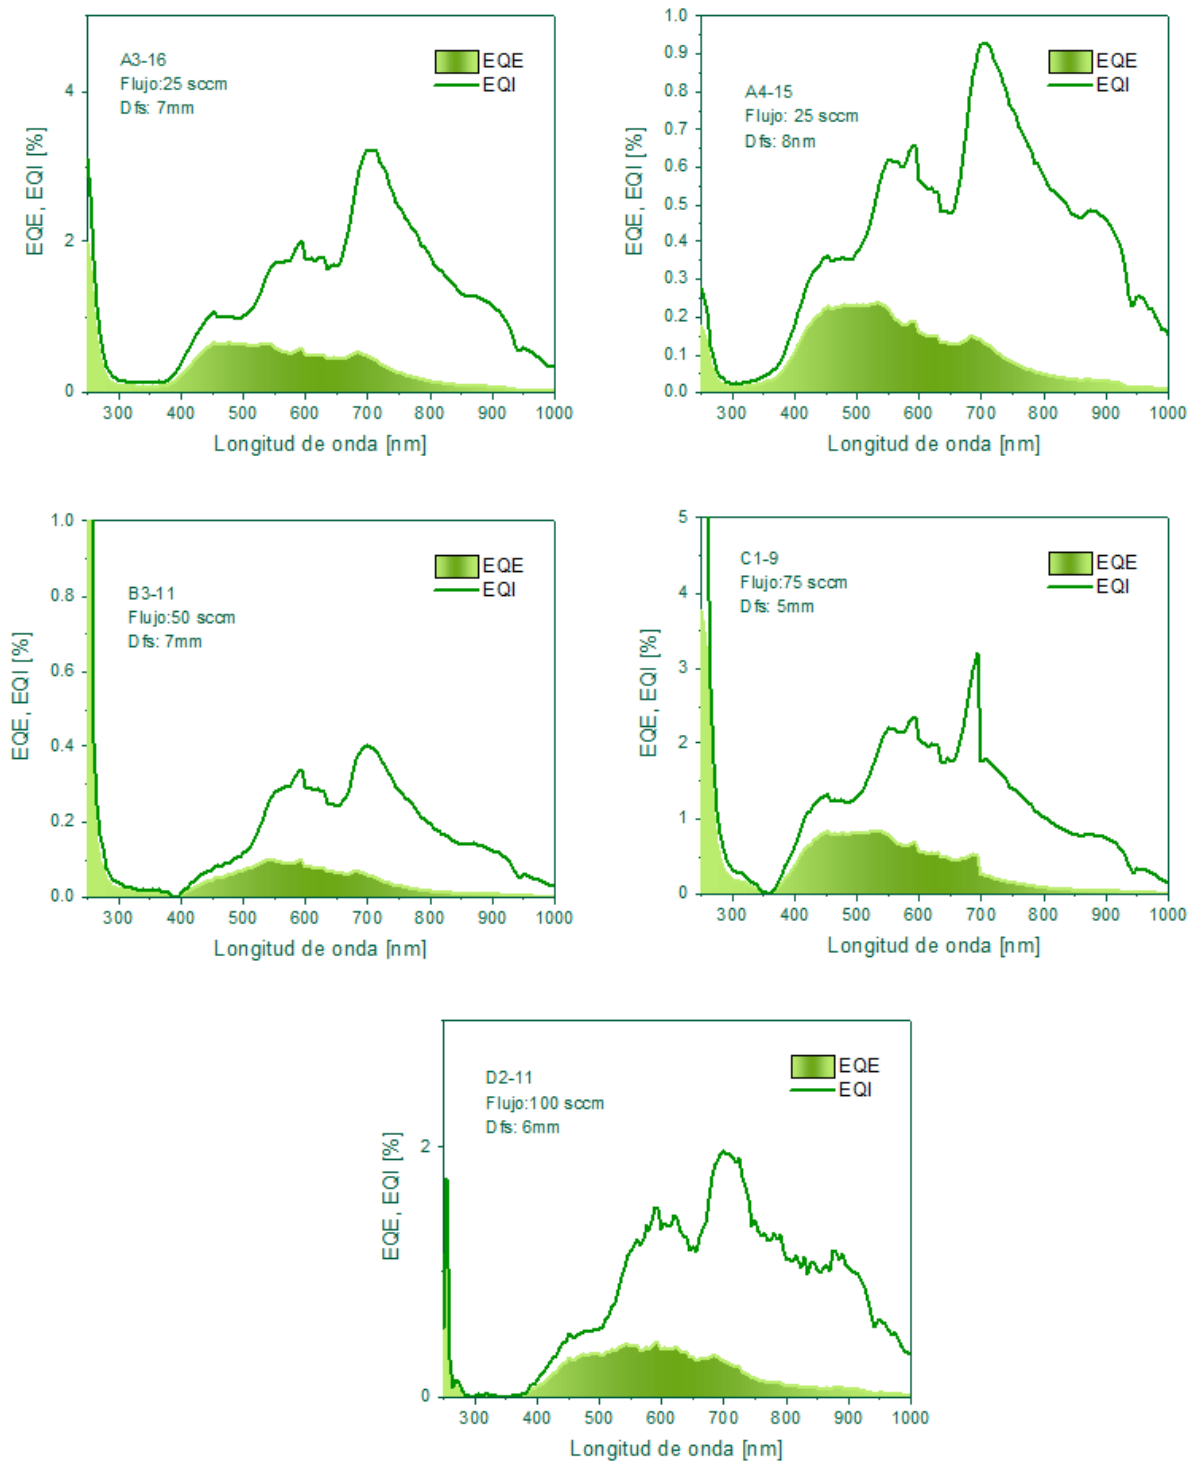 A3-16
Flujo:25 sccm
Dfs: 7mm
EQE
EQI
EQE, EQI [%]
4
2
0
300 400 500 600 700 800 900 1000
Longitud de onda [nm]
A4-15
Flujo: 25 sccm
Dfs: 8nm
EQE
EQI
EQE, EQI [%]
1.0
0.9
0.8
0.7
0.6
0.5
0.4
0.3
0.2
0.1
0.0
300 400 500 600 700 800 900 1000
Longitud de onda [nm]
B3-11
Flujo:50 sccm
Dfs: 7mm
EQE
EQI
EQE, EQI [%]
1.0
0.8
0.6
0.4
0.2
0.0
300 400 500 600 700 800 900 1000
Longitud de onda [nm]
C1-9
Flujo:75 sccm
Dfs: 5mm
EQE
EQI
EQE, EQI [%]
5
4
3
2
1
0
300 400 500 600 700 800 900 1000
Longitud de onda [nm]
D2-11
Flujo:100 sccm
Dfs: 6mm
EQE
EQI
EQE, EQI [%]
2
0
300 400 500 600 700 800 900 1000
Longitud de onda [nm]